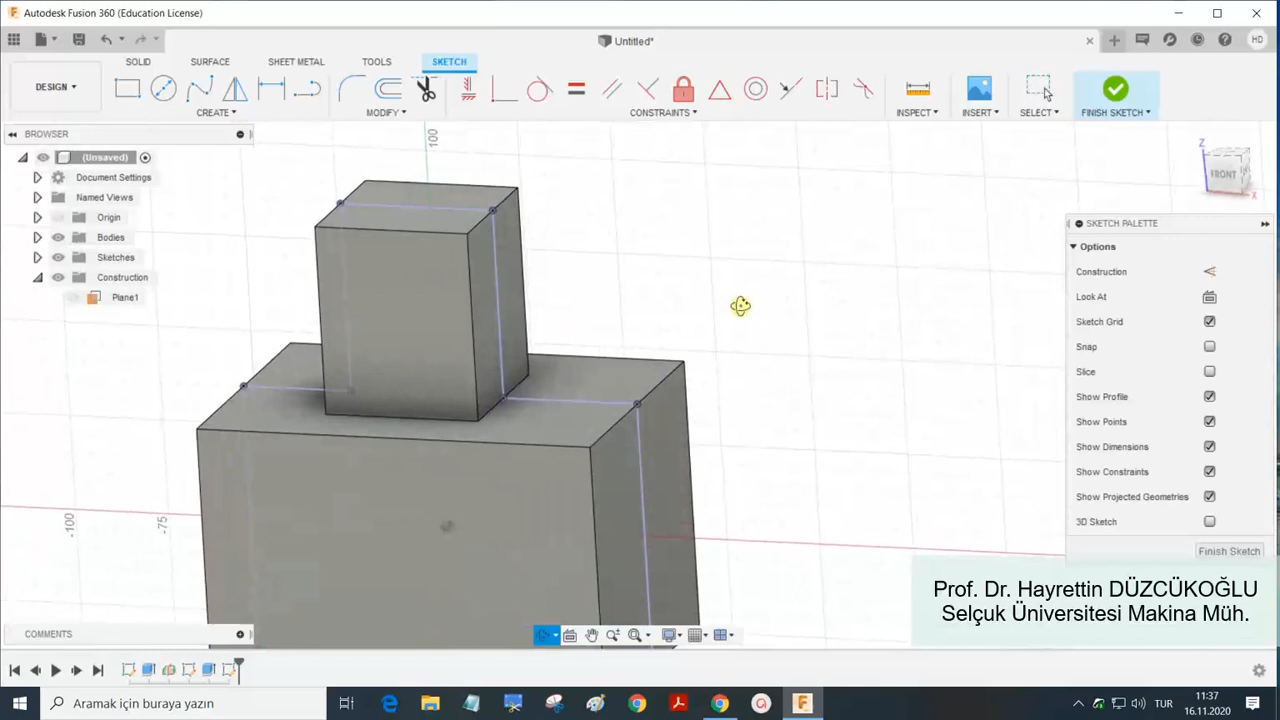 Autodesk Fusion 360 (Education License)
Untitled*
HD
SOLID
SURFACE
SHEET METAL
TOOLS
SKETCH
DESIGN
CREATE
MODIFY
CONSTRAINTS
INSPECT
INSERT
SELECT
FINISH SKETCH
BROWSER
(Unsaved)
Document Settings
Named Views
Origin
Bodies
Sketches
Construction
Plane1
100
-100
-75
Z
FRONT
X
SKETCH PALETTE
Options
Construction
Look At
Sketch Grid
Snap
Slice
Show Profile
Show Points
Show Dimensions
Show Constraints
Show Projected Geometries
3D Sketch
Finish Sketch
Prof. Dr. Hayrettin DÜZCÜKOĞLU
Selçuk Üniversitesi Makina Müh.
COMMENTS
Aramak için buraya yazın
TUR
11:37
16.11.2020